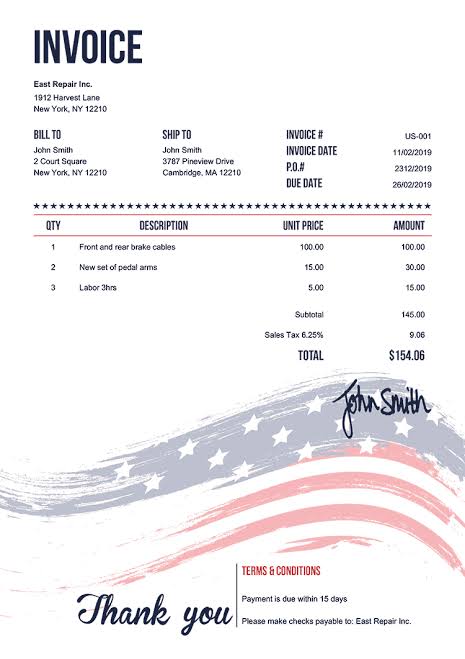 INVOICE
East Repair Inc.
1912 Harvest Lane
New York, NY 12210
BILL TO
John Smith
2 Court Square
New York, NY 12210
SHIP TO
John Smith
3787 Pineview Drive
Cambridge, MA 12210
INVOICE # US-001
INVOICE DATE 11/02/2019
P.O.# 2312/2019
DUE DATE 26/02/2019
QTY DESCRIPTION UNIT PRICE AMOUNT
1 Front and rear brake cables 100.00 100.00
2 New set of pedal arms 15.00 30.00
3 Labor 3hrs 5.00 15.00
Subtotal 145.00
Sales Tax 6.25% 9.06
TOTAL $154.06
John Smith
Thank you
TERMS & CONDITIONS
Payment is due within 15 days
Please make checks payable to: East Repair Inc.